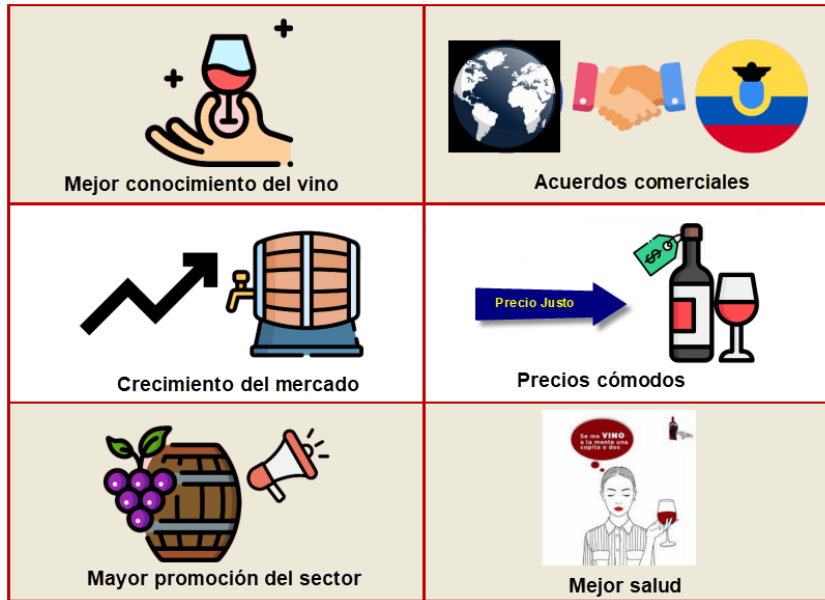 Mejor conocimiento del vino
Acuerdos comerciales
$
Precio Justo
Crecimiento del mercado
Precios cómodos
Se me VINO
a la mente una
copita o dos
Mayor promoción del sector
Mejor salud